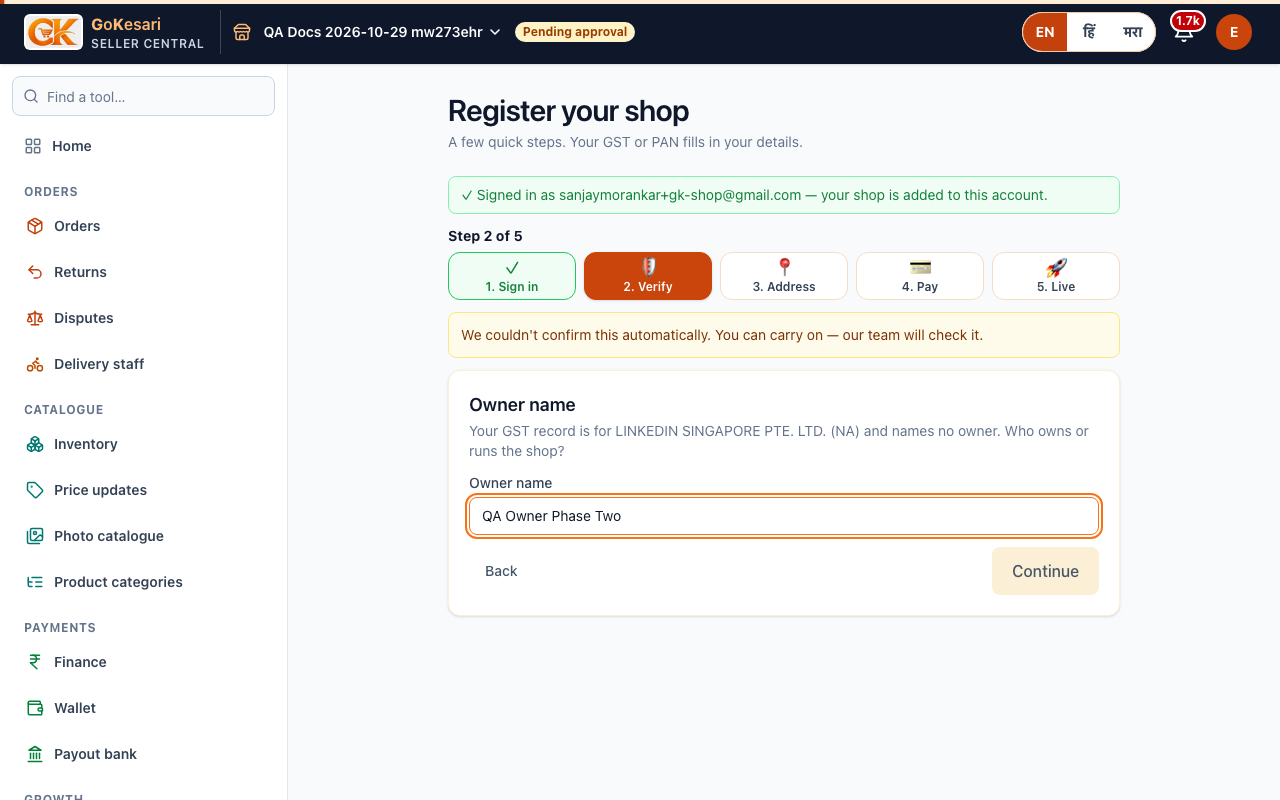 GK
GoKesari
SELLER CENTRAL
QA Docs 2026-10-29 mw273ehr
Pending approval
EN
हिं
मरा
1.7k
E
Find a tool...
Home
ORDERS
Orders
Returns
Disputes
Delivery staff
CATALOGUE
Inventory
Price updates
Photo catalogue
Product categories
PAYMENTS
Finance
Wallet
Payout bank
GROWTH
Register your shop
A few quick steps. Your GST or PAN fills in your details.
✓ Signed in as sanjaymorankar+gk-shop@gmail.com — your shop is added to this account.
Step 2 of 5
✓
1. Sign in
2. Verify
3. Address
4. Pay
5. Live
We couldn't confirm this automatically. You can carry on — our team will check it.
Owner name
Your GST record is for LINKEDIN SINGAPORE PTE. LTD. (NA) and names no owner. Who owns or
runs the shop?
Owner name
QA Owner Phase Two
Back
Continue